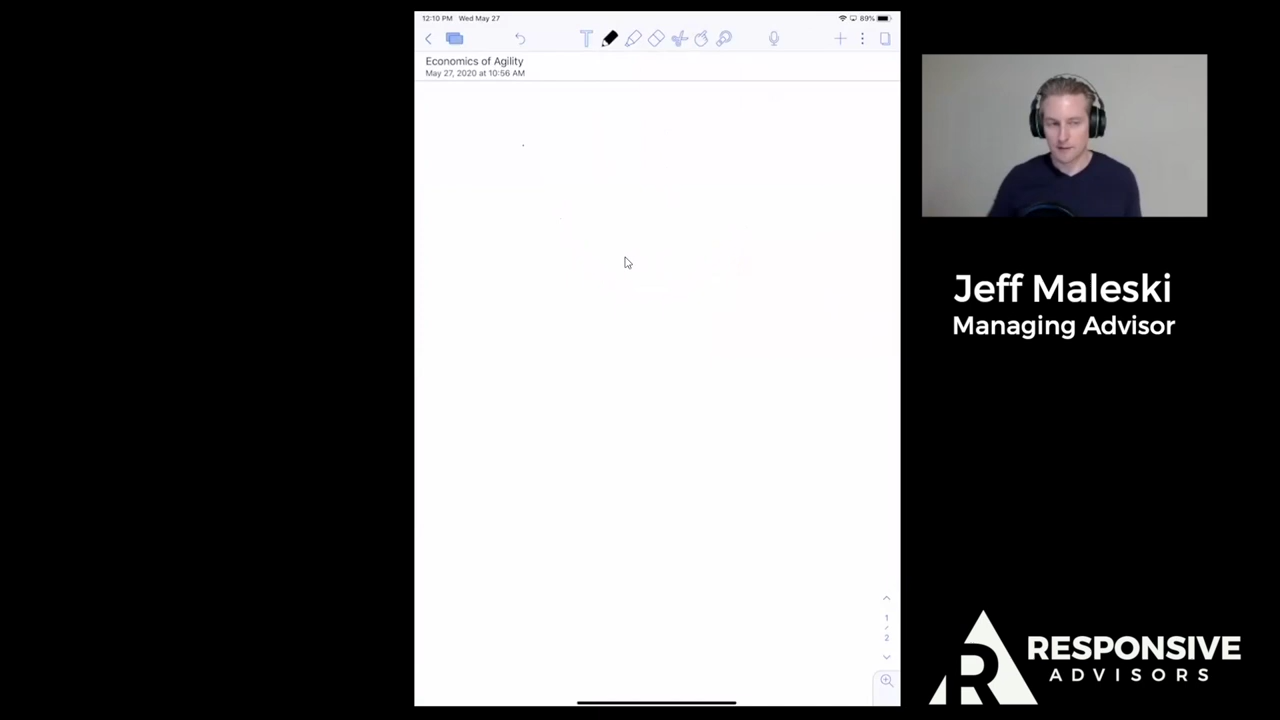 12:10 PM Wed May 27
89%
Economics of Agility
May 27, 2020 at 10:56 AM
1
/
2
Jeff Maleski
Managing Advisor
R
RESPONSIVE
ADVISORS